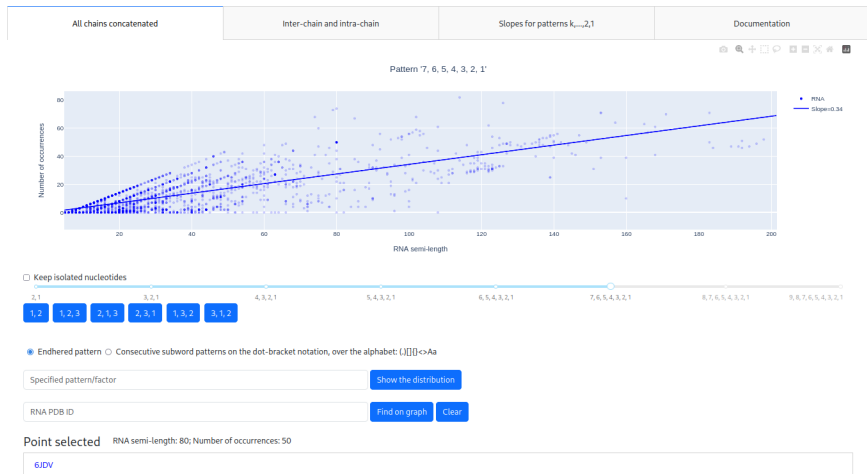 All chains concatenated
Inter-chain and intra-chain
Slopes for patterns k,...,2,1
Documentation
Pattern '7, 6, 5, 4, 3, 2, 1'
Number of occurrences
80
60
40
20
0
20 40 60 80 100 120 140 160 180 200
RNA semi-length
RNA
Slope=0.34
Keep isolated nucleotides
2, 1 3, 2, 1 4, 3, 2, 1 5, 4, 3, 2, 1 6, 5, 4, 3, 2, 1 7, 6, 5, 4, 3, 2, 1 8, 7, 6, 5, 4, 3, 2, 1 9, 8, 7, 6, 5, 4, 3, 2, 1
1, 2 1, 2, 3 2, 1, 3 2, 3, 1 1, 3, 2 3, 1, 2
Endhered pattern Consecutive subword patterns on the dot-bracket notation, over the alphabet: (.)[]{}<>Aa
Specified pattern/factor Show the distribution
RNA PDB ID Find on graph Clear
Point selected RNA semi-length: 80; Number of occurrences: 50
6JDV